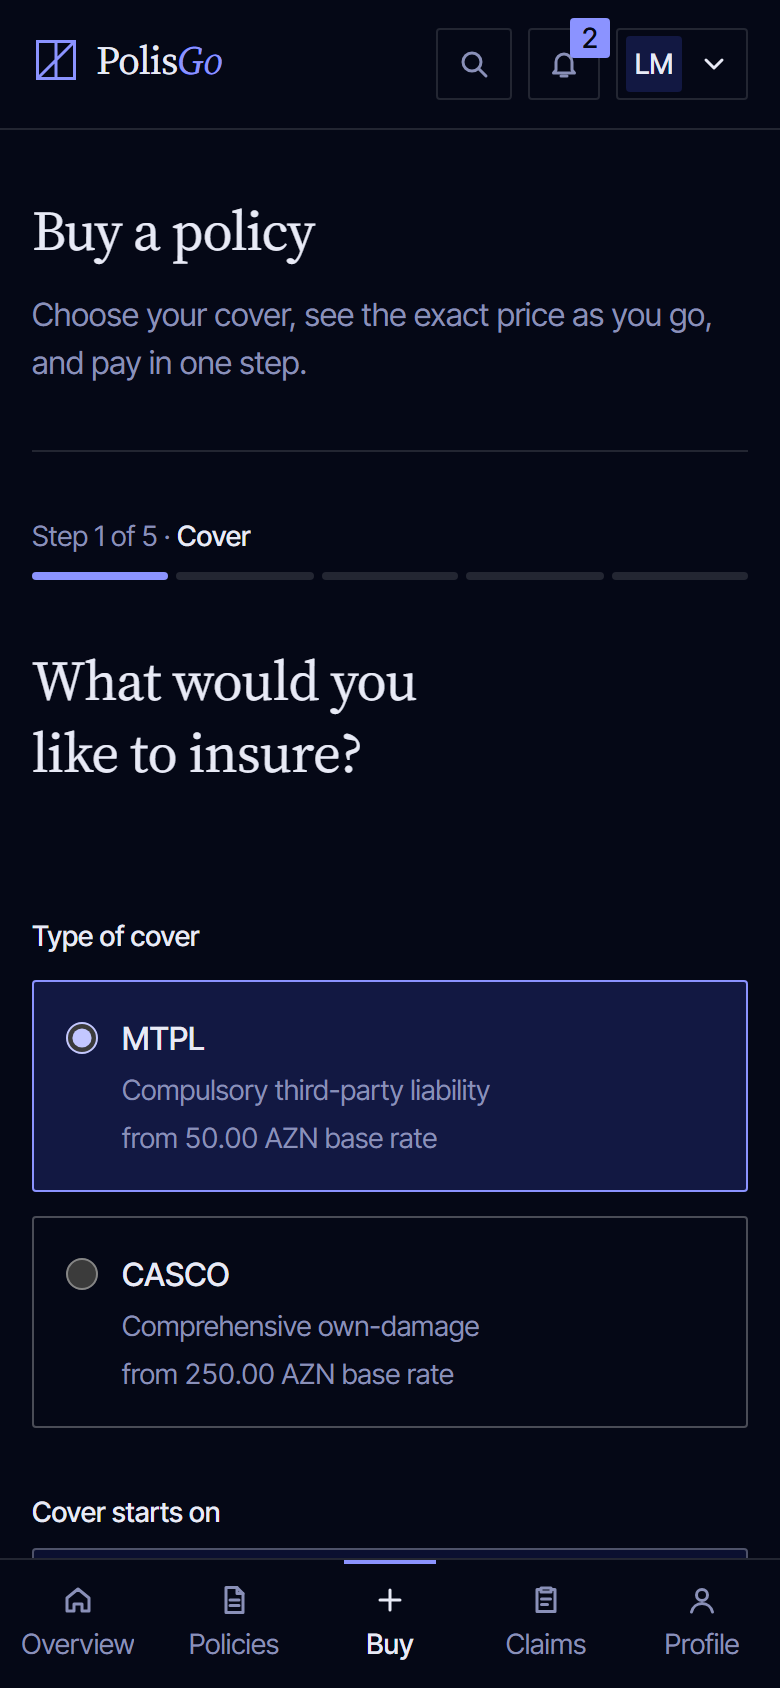 PolisGo
2
LM
Buy a policy
Choose your cover, see the exact price as you go,
and pay in one step.
Step 1 of 5 · Cover
What would you
like to insure?
Type of cover
MTPL
Compulsory third-party liability
from 50.00 AZN base rate
CASCO
Comprehensive own-damage
from 250.00 AZN base rate
Cover starts on
Overview
Policies
Buy
Claims
Profile